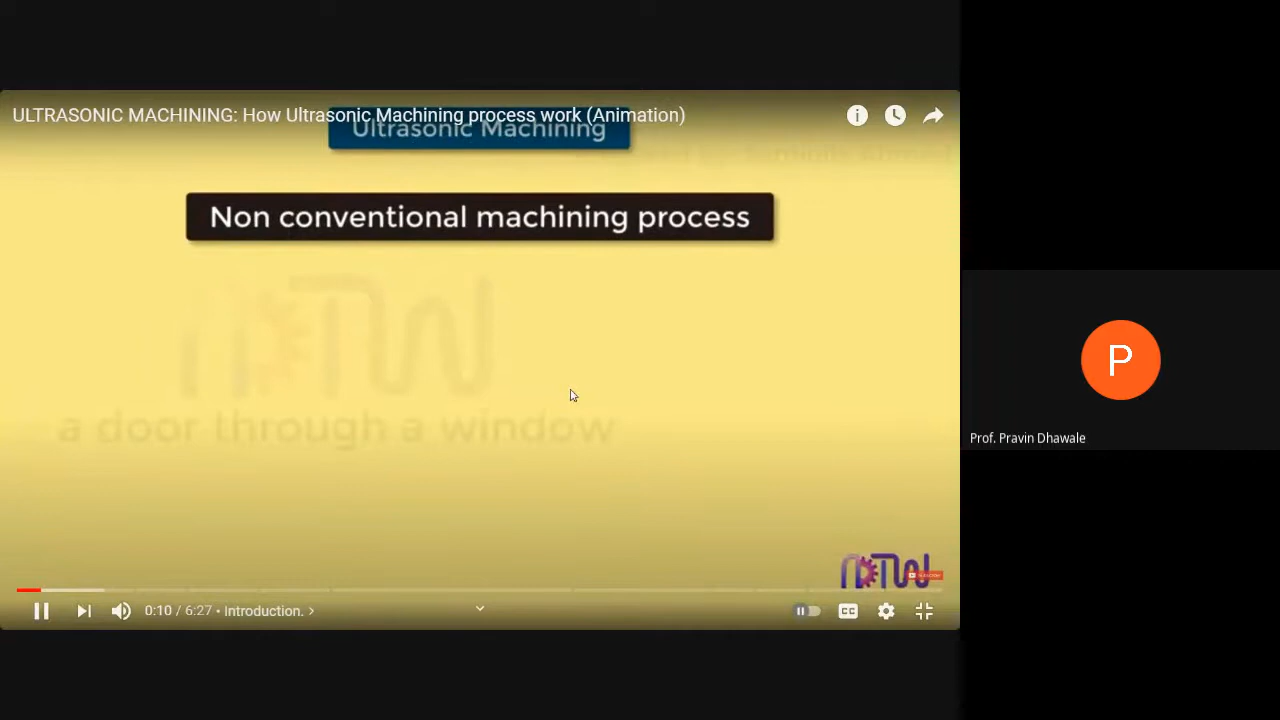 ULTRASONIC MACHINING: How Ultrasonic Machining process work (Animation)
Ultrasonic Machining
Non conventional machining process
a door through a window
0:10 / 6:27 • Introduction. >
CC
P
Prof. Pravin Dhawale